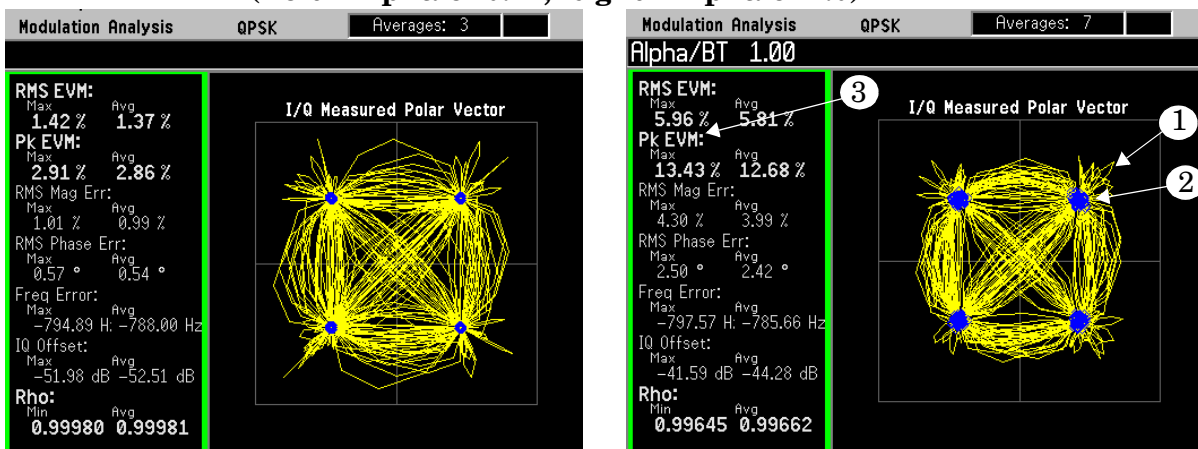 Modulation Analysis QPSK Averages: 3
RMS EVM:
Max Avg
1.42 % 1.37 %
Pk EVM:
Max Avg
2.91 % 2.86 %
RMS Mag Err:
Max Avg
1.01 % 0.99 %
RMS Phase Err:
Max Avg
0.57 ° 0.54 °
Freq Error:
Max Avg
-794.89 H: -788.00 Hz
IQ Offset:
Max Avg
-51.98 dB -52.51 dB
Rho:
Min Avg
0.99980 0.99981
I/Q Measured Polar Vector
Modulation Analysis QPSK Averages: 7
Alpha/BT 1.00
RMS EVM:
Max Avg
5.96 % 5.81 %
Pk EVM:
Max Avg
13.43 % 12.68 %
RMS Mag Err:
Max Avg
4.30 % 3.99 %
RMS Phase Err:
Max Avg
2.50 ° 2.42 °
Freq Error:
Max Avg
-797.57 H: -785.66 Hz
IQ Offset:
Max Avg
-41.59 dB -44.28 dB
Rho:
Min Avg
0.99645 0.99662
I/Q Measured Polar Vector
3
1
2